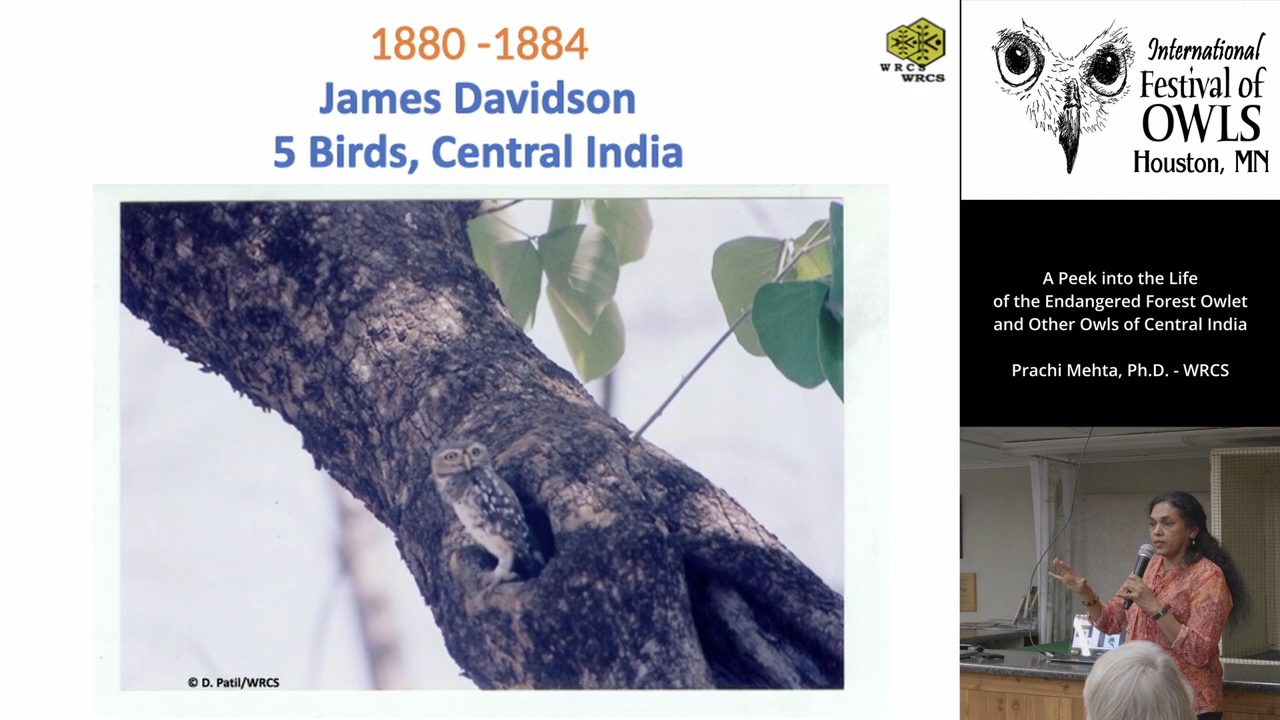 1880 -1884
James Davidson
5 Birds, Central India
WRCS
WRCS
© D. Patil/WRCS
International
Festival of
OWLS
Houston, MN
A Peek into the Life
of the Endangered Forest Owlet
and Other Owls of Central India
Prachi Mehta, Ph.D. - WRCS